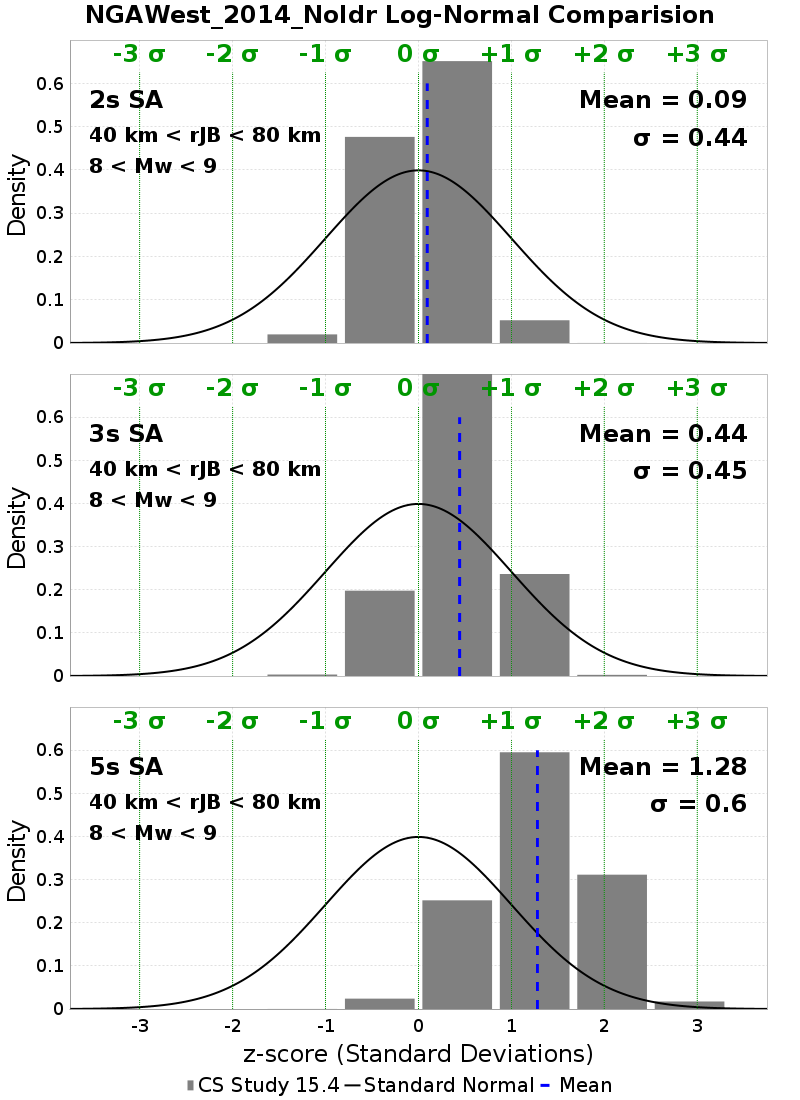 NGAWest_2014_NoIdr Log-Normal Comparision
-3 σ -2 σ -1 σ 0 σ +1 σ +2 σ +3 σ
2s SA
40 km < rJB < 80 km
8 < Mw < 9
Mean = 0.09
σ = 0.44
Density
0.6
0.5
0.4
0.3
0.2
0.1
0
-3 σ -2 σ -1 σ 0 σ +1 σ +2 σ +3 σ
3s SA
40 km < rJB < 80 km
8 < Mw < 9
Mean = 0.44
σ = 0.45
Density
0.6
0.5
0.4
0.3
0.2
0.1
0
-3 σ -2 σ -1 σ 0 σ +1 σ +2 σ +3 σ
5s SA
40 km < rJB < 80 km
8 < Mw < 9
Mean = 1.28
σ = 0.6
Density
0.6
0.5
0.4
0.3
0.2
0.1
0
-3 -2 -1 0 1 2 3
z-score (Standard Deviations)
CS Study 15.4 Standard Normal Mean